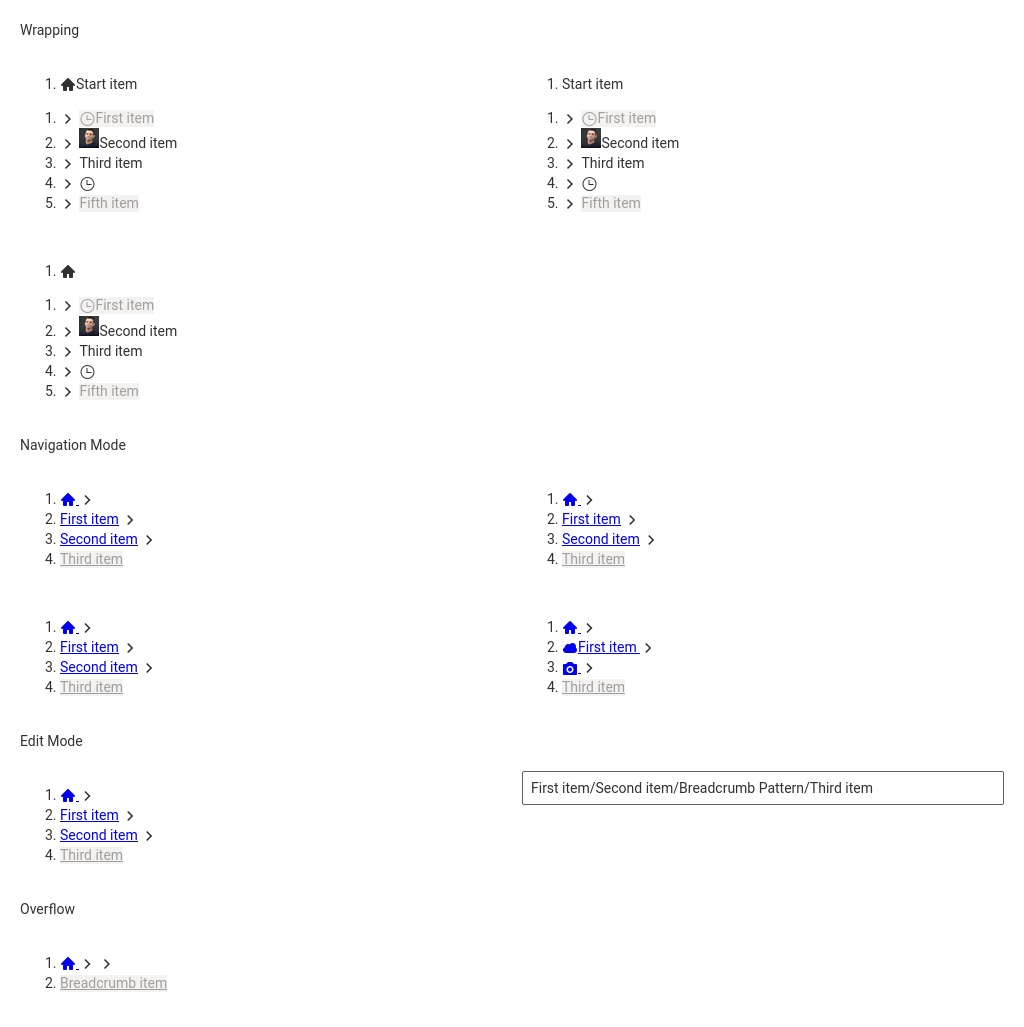 Wrapping
1. Start item
1. First item
2. Second item
3. Third item
4.
5. Fifth item
1. Start item
1. First item
2. Second item
3. Third item
4.
5. Fifth item
1.
1. First item
2. Second item
3. Third item
4.
5. Fifth item
Navigation Mode
1.
2. First item
3. Second item
4. Third item
1.
2. First item
3. Second item
4. Third item
1.
2. First item
3. Second item
4. Third item
1.
2. First item
3.
4. Third item
Edit Mode
1.
2. First item
3. Second item
4. Third item
First item/Second item/Breadcrumb Pattern/Third item
Overflow
1.
2. Breadcrumb item